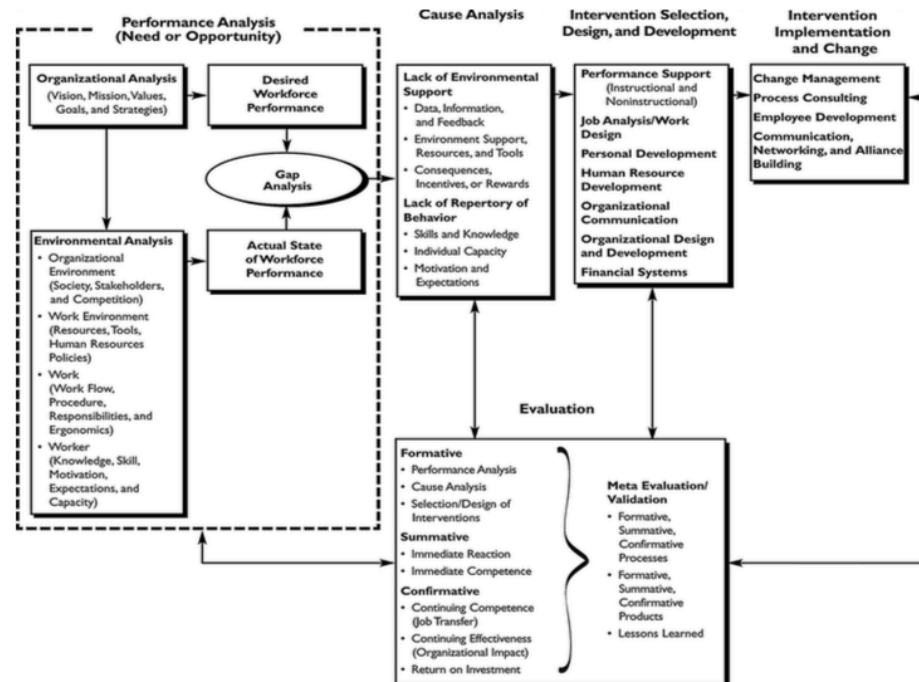 Performance Analysis
(Need or Opportunity)
Organizational Analysis
(Vision, Mission, Values,
Goals, and Strategies)
Desired
Workforce
Performance
Gap
Analysis
Environmental Analysis
• Organizational
Environment
(Society, Stakeholders,
and Competition)
• Work Environment
(Resources, Tools,
Human Resources
Policies)
• Work
(Work Flow,
Procedure,
Responsibilities, and
Ergonomics)
• Worker
(Knowledge, Skill,
Motivation,
Expectations, and
Capacity)
Actual State
of Workforce
Performance
Cause Analysis
Lack of Environmental
Support
• Data, Information,
and Feedback
• Environment Support,
Resources, and Tools
• Consequences,
Incentives, or Rewards
Lack of Repertory of
Behavior
• Skills and Knowledge
• Individual Capacity
• Motivation and
Expectations
Intervention Selection,
Design, and Development
Performance Support
(Instructional and
Noninstructional)
Job Analysis/Work
Design
Personal Development
Human Resource
Development
Organizational
Communication
Organizational Design
and Development
Financial Systems
Intervention
Implementation
and Change
Change Management
Process Consulting
Employee Development
Communication,
Networking, and Alliance
Building
Evaluation
Formative
• Performance Analysis
• Cause Analysis
• Selection/Design of
Interventions
Summative
• Immediate Reaction
• Immediate Competence
Confirmative
• Continuing Competence
(Job Transfer)
• Continuing Effectiveness
(Organizational Impact)
• Return on Investment
Meta Evaluation/
Validation
• Formative,
Summative,
Confirmative
Processes
• Formative,
Summative,
Confirmative
Products
• Lessons Learned